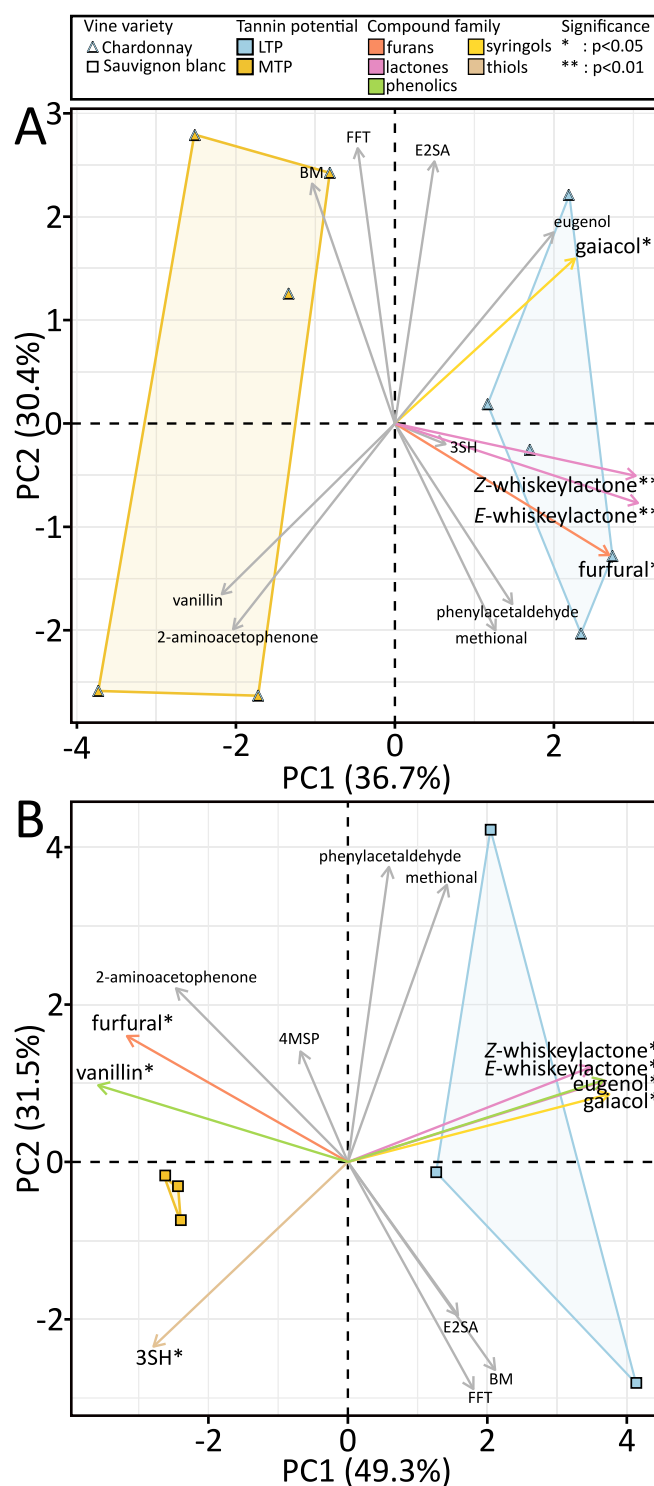 Vine variety Tannin potential Compound family Significance
Chardonnay LTP furans syringols * : p<0.05
Sauvignon blanc MTP lactones thiols ** : p<0.01
phenolics
A
3
2
1
0
-1
-2
PC2 (30.4%)
FFT
E2SA
BM
eugenol
gaiacol*
3SH
Z-whiskeylactone**
E-whiskeylactone**
furfural*
vanillin
phenylacetaldehyde
2-aminoacetophenone
methional
-4 -2 0 2
PC1 (36.7%)
B
4
2
0
-2
PC2 (31.5%)
phenylacetaldehyde
methional
2-aminoacetophenone
furfural*
4MSP
Z-whiskeylactone*
E-whiskeylactone*
vanillin*
eugenol*
gaiacol*
E2SA
3SH*
BM
FFT
-2 0 2 4
PC1 (49.3%)